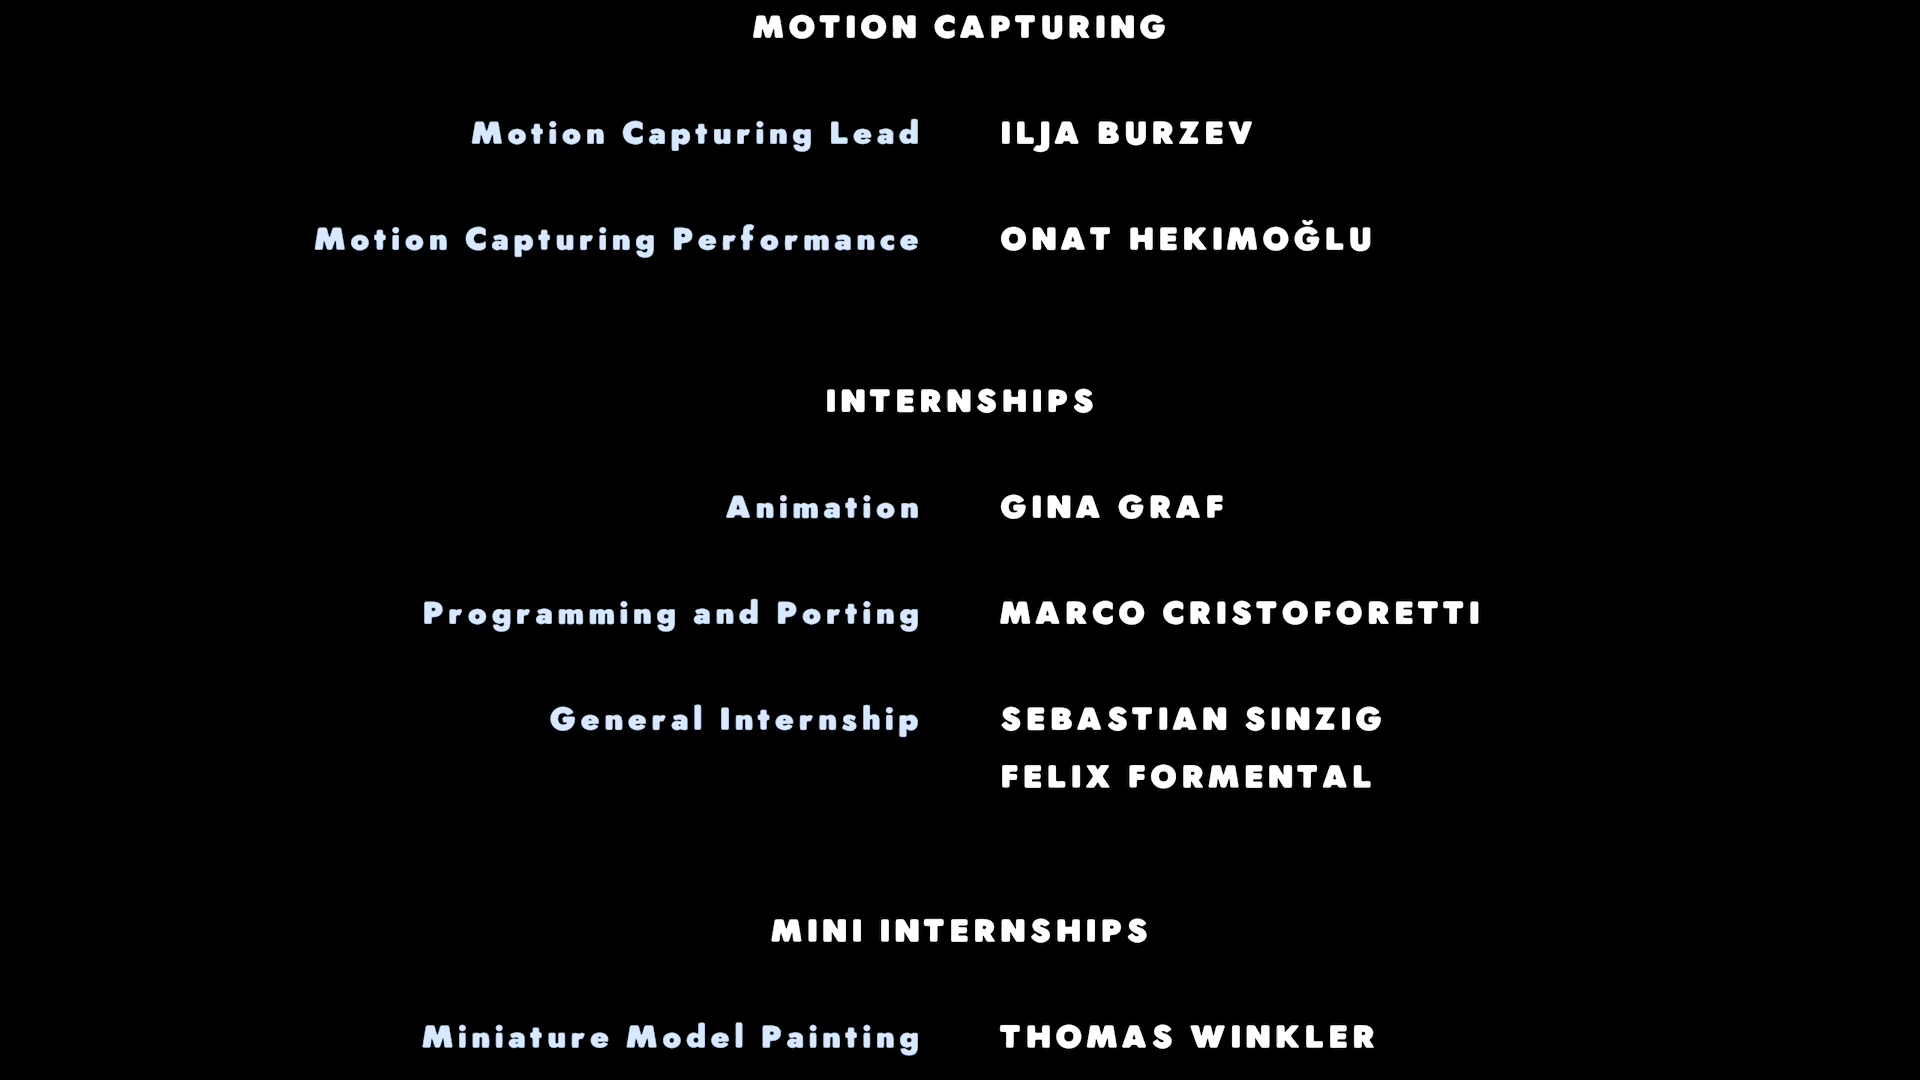 MOTION CAPTURING
Motion Capturing Lead ILJA BURZEV
Motion Capturing Performance ONAT HEKIMOĞLU
INTERNSHIPS
Animation GINA GRAF
Programming and Porting MARCO CRISTOFORETTI
General Internship SEBASTIAN SINZIG
FELIX FORMENTAL
MINI INTERNSHIPS
Miniature Model Painting THOMAS WINKLER